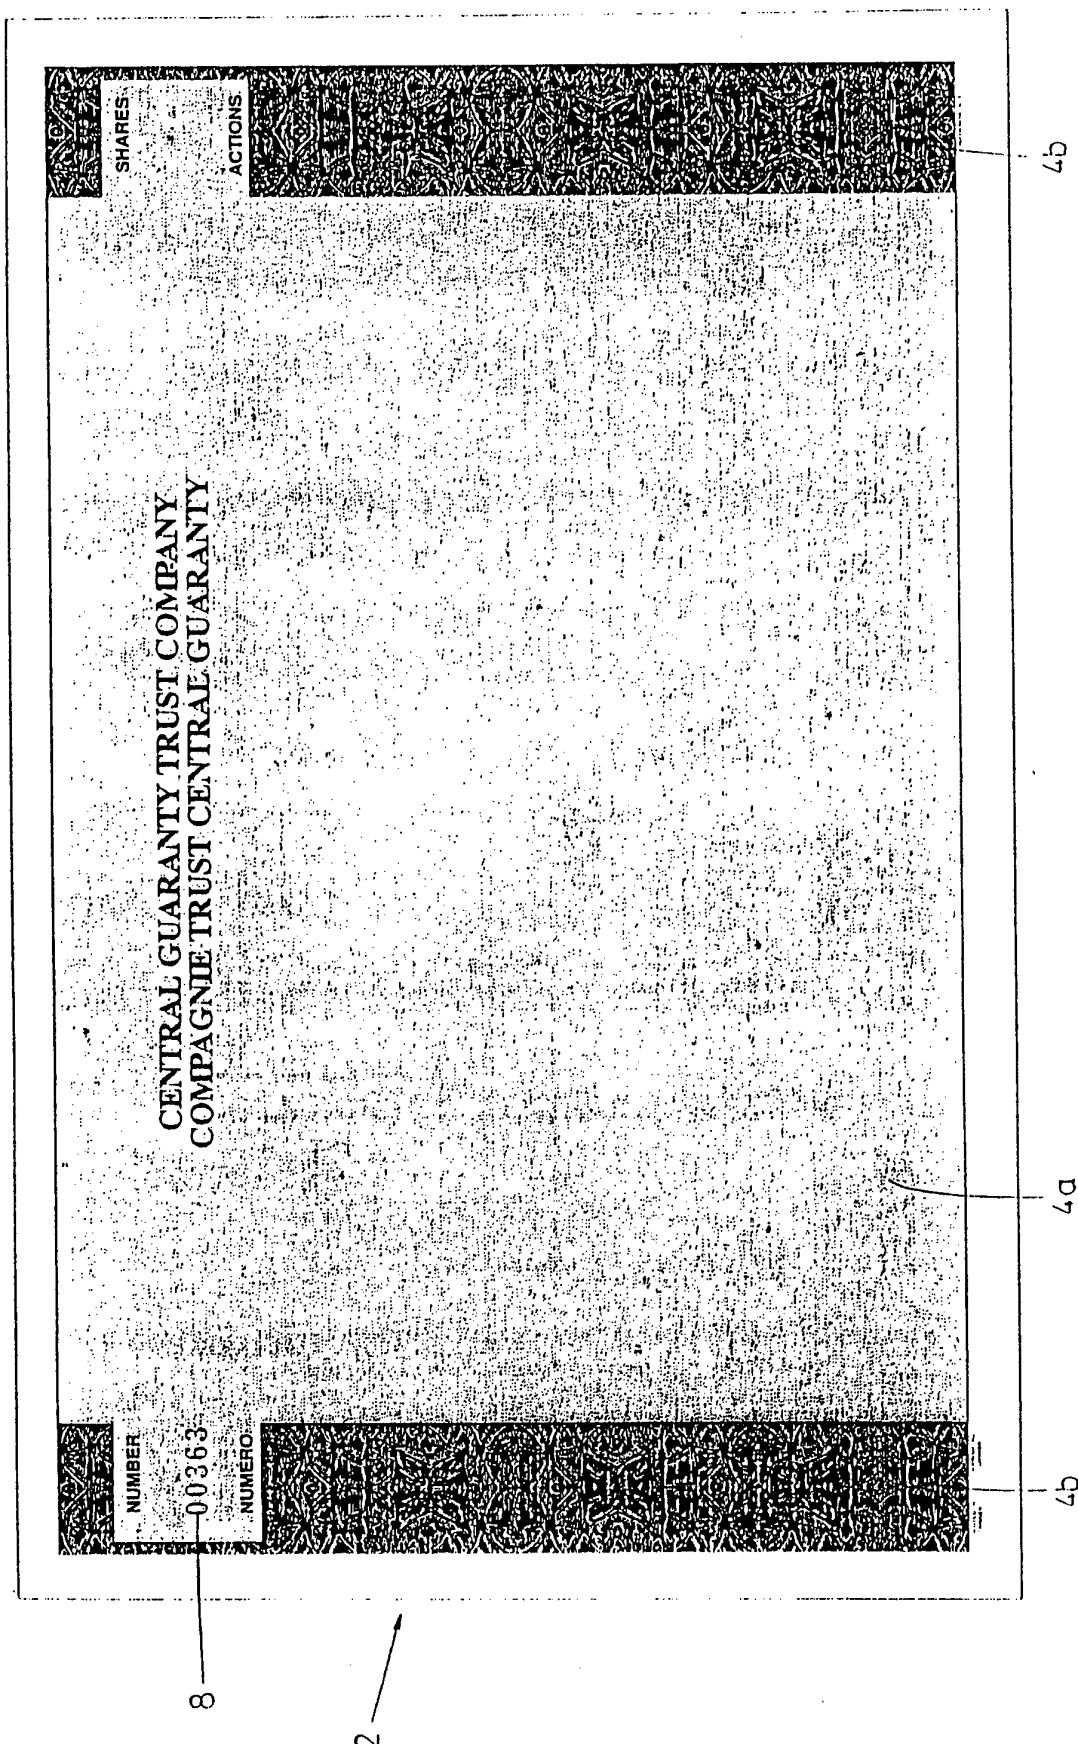 NUMBER
00363
NUMERO
CENTRAL GUARANTY TRUST COMPANY
COMPAGNIE TRUST CENTRAL GUARANTY
SHARES
ACTIONS
8
2
4b
4a
4b